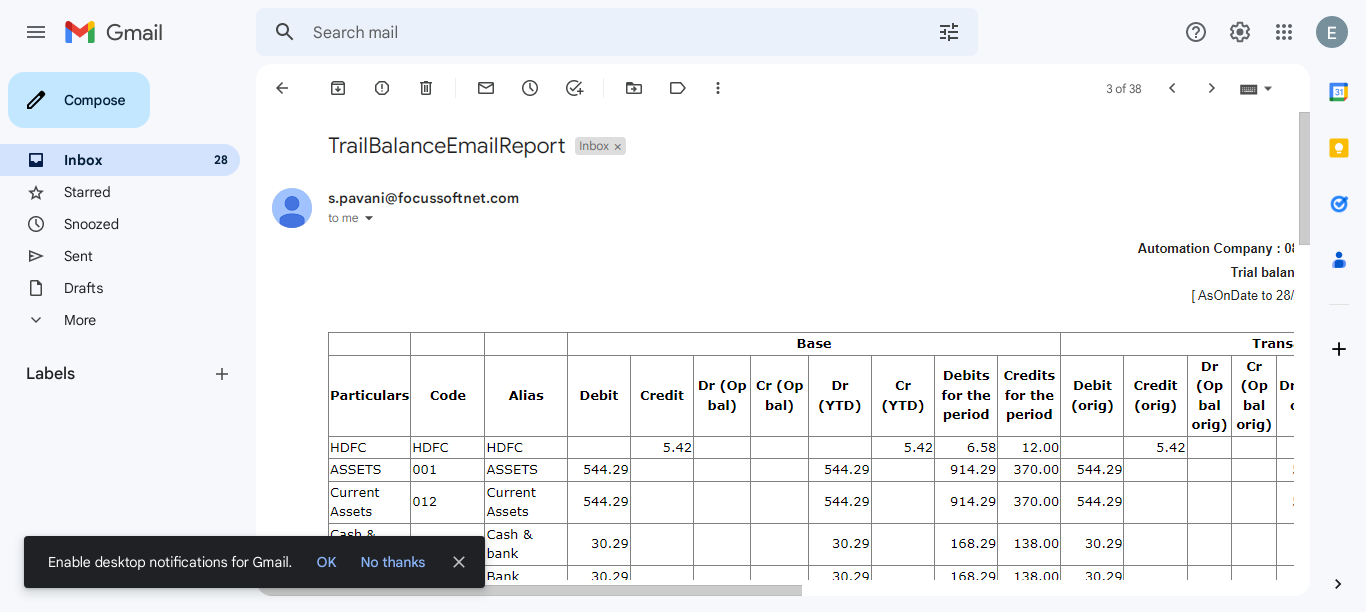 Gmail
Search mail
E
Compose
3 of 38
31
TrailBalanceEmailReport Inbox ×
Inbox 28
Starred
Snoozed
Sent
Drafts
More
Labels
s.pavani@focussoftnet.com
to me
Automation Company : 08
Trial balan
[ AsOnDate to 28/
Base Trans
Particulars Code Alias Debit Credit Dr (Op bal) Cr (Op bal) Dr (YTD) Cr (YTD) Debits for the period Credits for the period Debit (orig) Credit (orig) Dr (Op bal orig) Cr (Op bal orig)
HDFC HDFC HDFC 5.42 5.42 6.58 12.00 5.42
ASSETS 001 ASSETS 544.29 544.29 914.29 370.00 544.29
Current Assets 012 Current Assets 544.29 544.29 914.29 370.00 544.29
Cash & Cash & bank 30.29 30.29 168.29 138.00 30.29
Bank 30.29 30.29 168.29 138.00 30.29
Enable desktop notifications for Gmail. OK No thanks